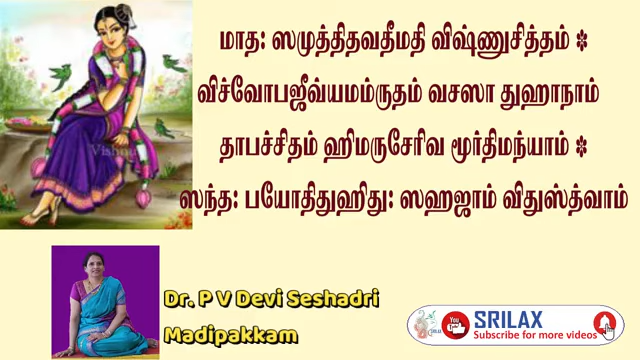 மாத: ஸமுத்திதவதீமதி விஷ்ணுசித்தம் *
விச்வோபஜீவ்யமம்ருதம் வசஸா துஹாநாம்
தாபச்சிதம் ஹிமருசேரிவ மூர்திமந்யாம் *
ஸந்த: பயோதிதுஹிது: ஸஹஜாம் விதுஸ்த்வாம்
Dr. P V Devi Seshadri
Madipakkam
You
SRILAX
Subscribe for more videos